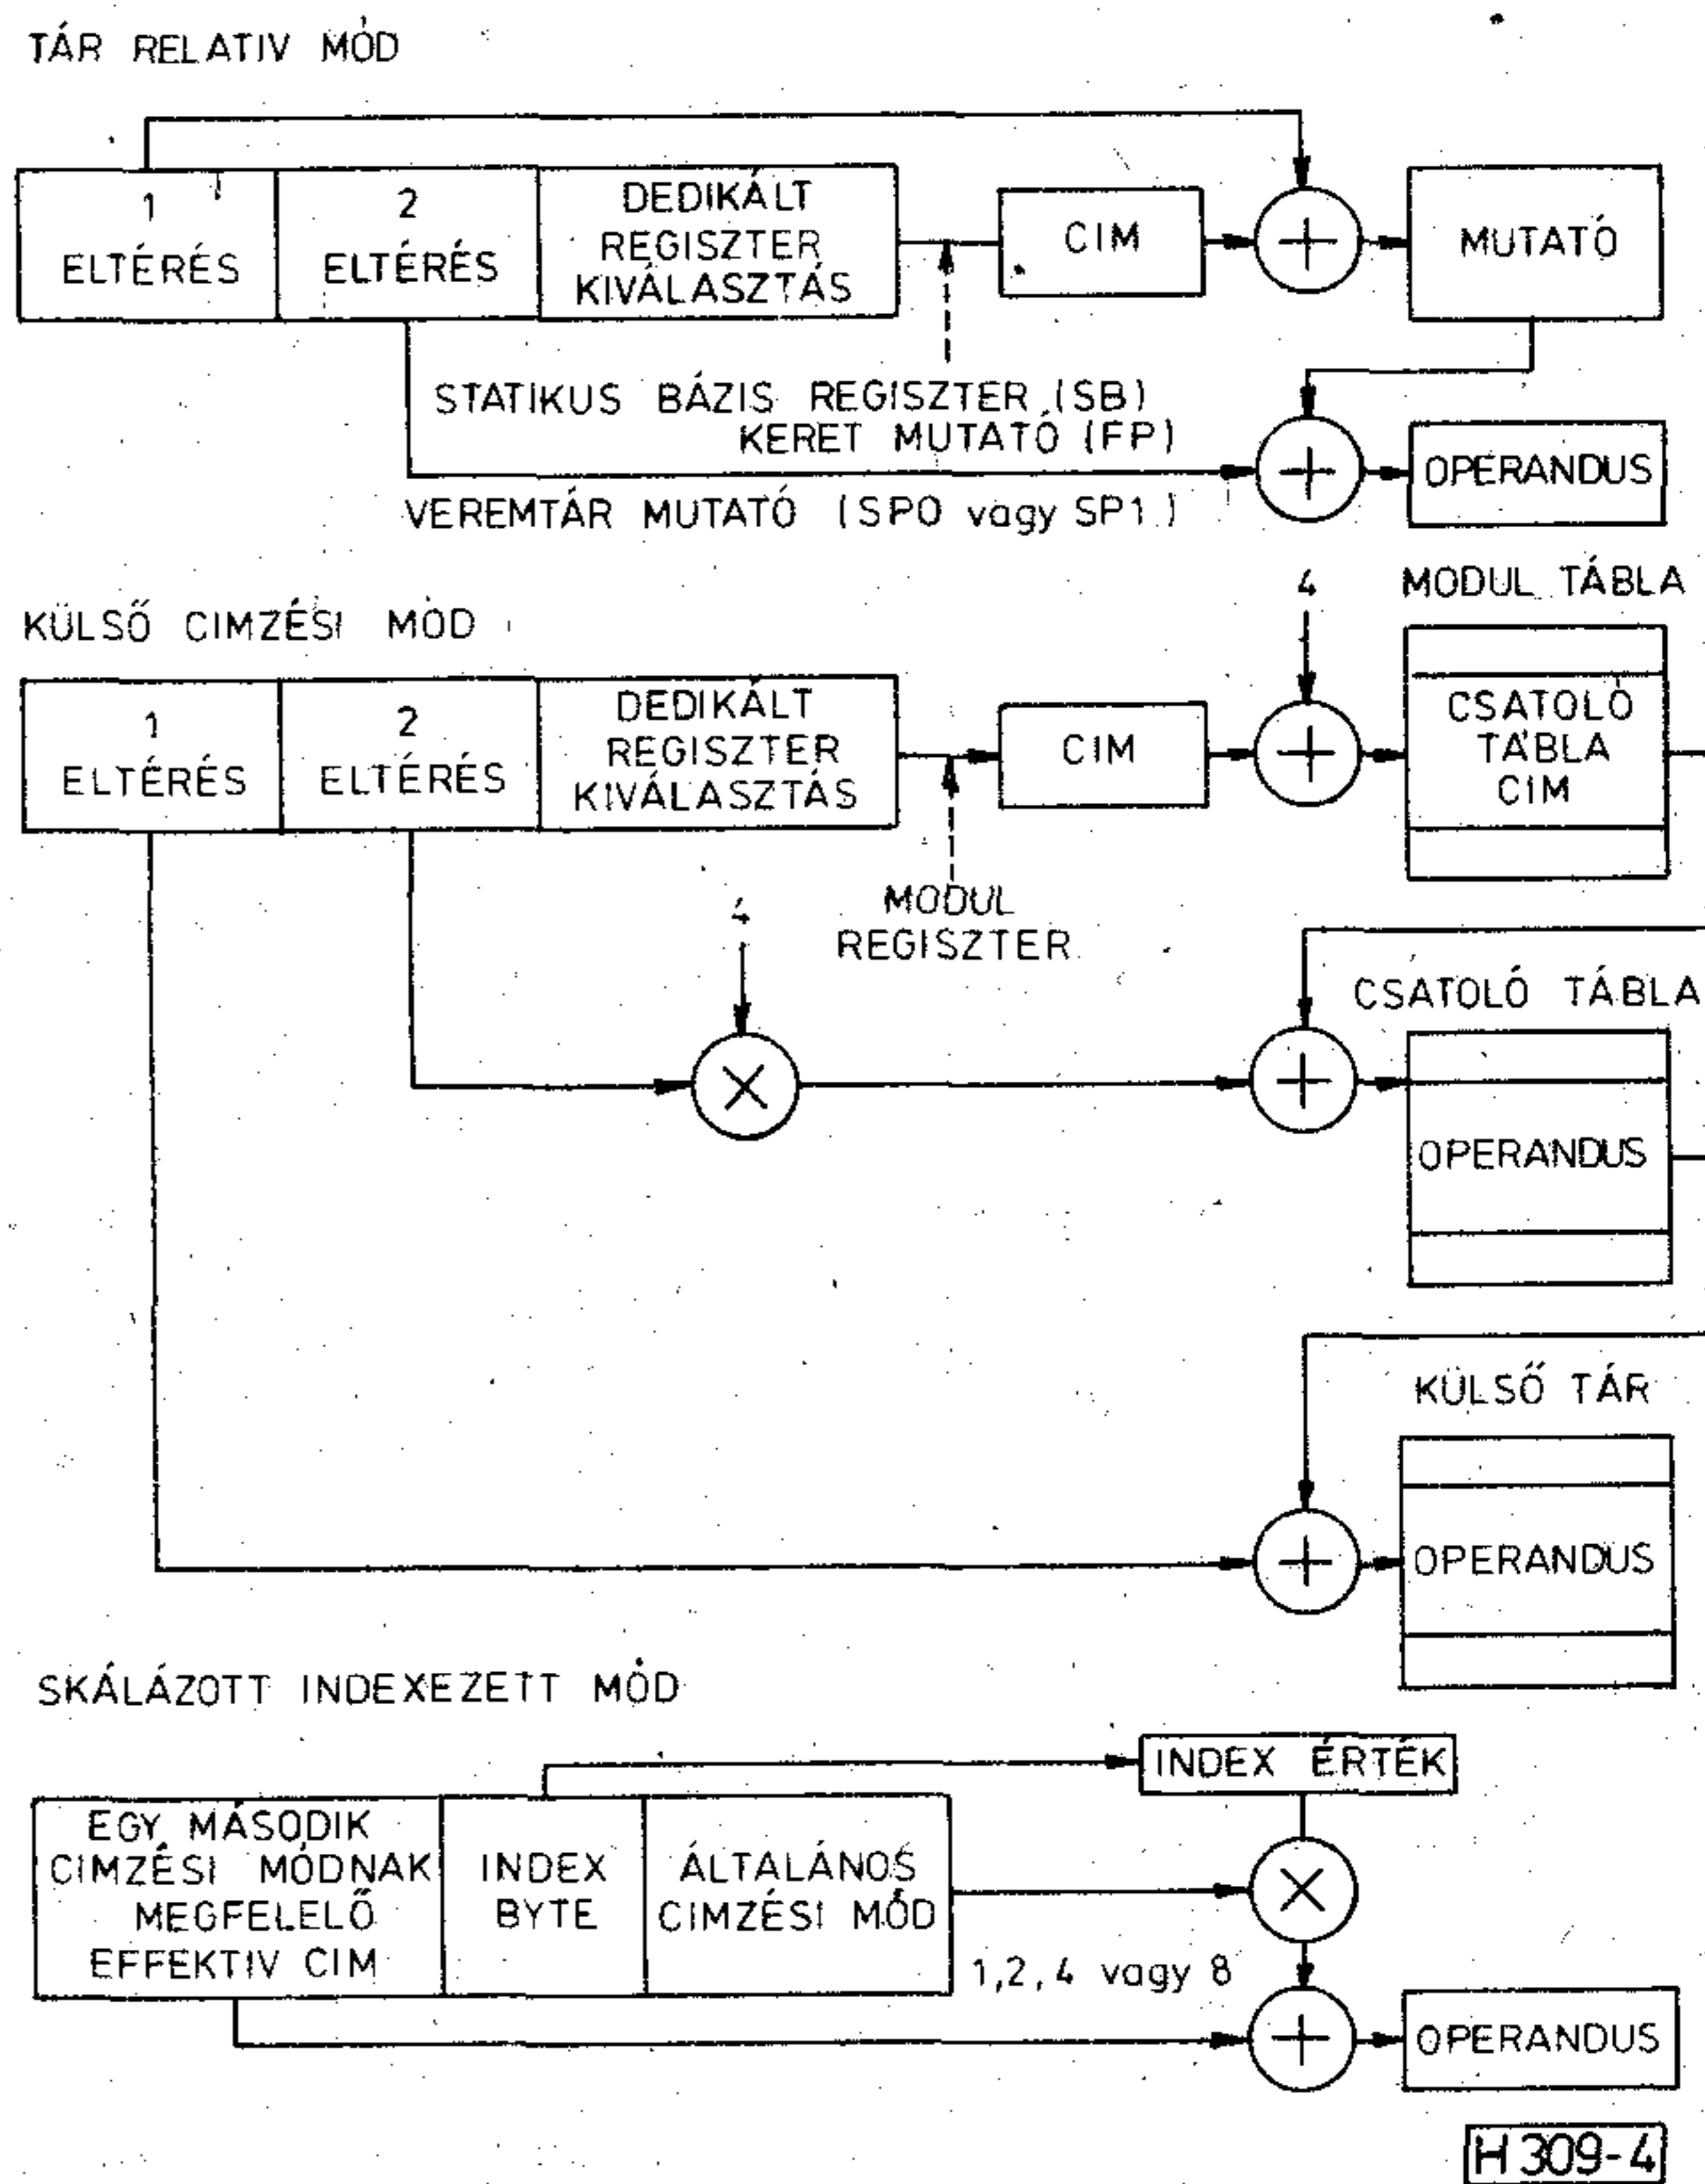 TÁR RELATIV MÓD
1
ELTÉRÉS
2
ELTÉRÉS
DEDIKÁLT
REGISZTER
KIVÁLASZTÁS
CIM
+
MUTATÓ
STATIKUS BÁZIS REGISZTER (SB)
KERET MUTATÓ (FP)
VEREMTÁR MUTATÓ (SP0 vagy SP1)
+
OPERANDUS
KÜLSŐ CIMZÉSI MÓD
4
MODUL TÁBLA
1
ELTÉRÉS
2
ELTÉRÉS
DEDIKÁLT
REGISZTER
KIVÁLASZTÁS
CIM
+
CSATOLÓ
TÁBLA
CIM
MODUL
REGISZTER
4
×
+
CSATOLÓ TÁBLA
OPERANDUS
KÜLSŐ TÁR
+
OPERANDUS
SKÁLÁZOTT INDEXEZETT MÓD
INDEX ÉRTÉK
EGY MÁSODIK
CIMZÉSI MÓDNAK
MEGFELELŐ
EFFEKTIV CIM
INDEX
BYTE
ÁLTALÁNOS
CIMZÉSI MÓD
×
1,2,4 vagy 8
+
OPERANDUS
H 309-4